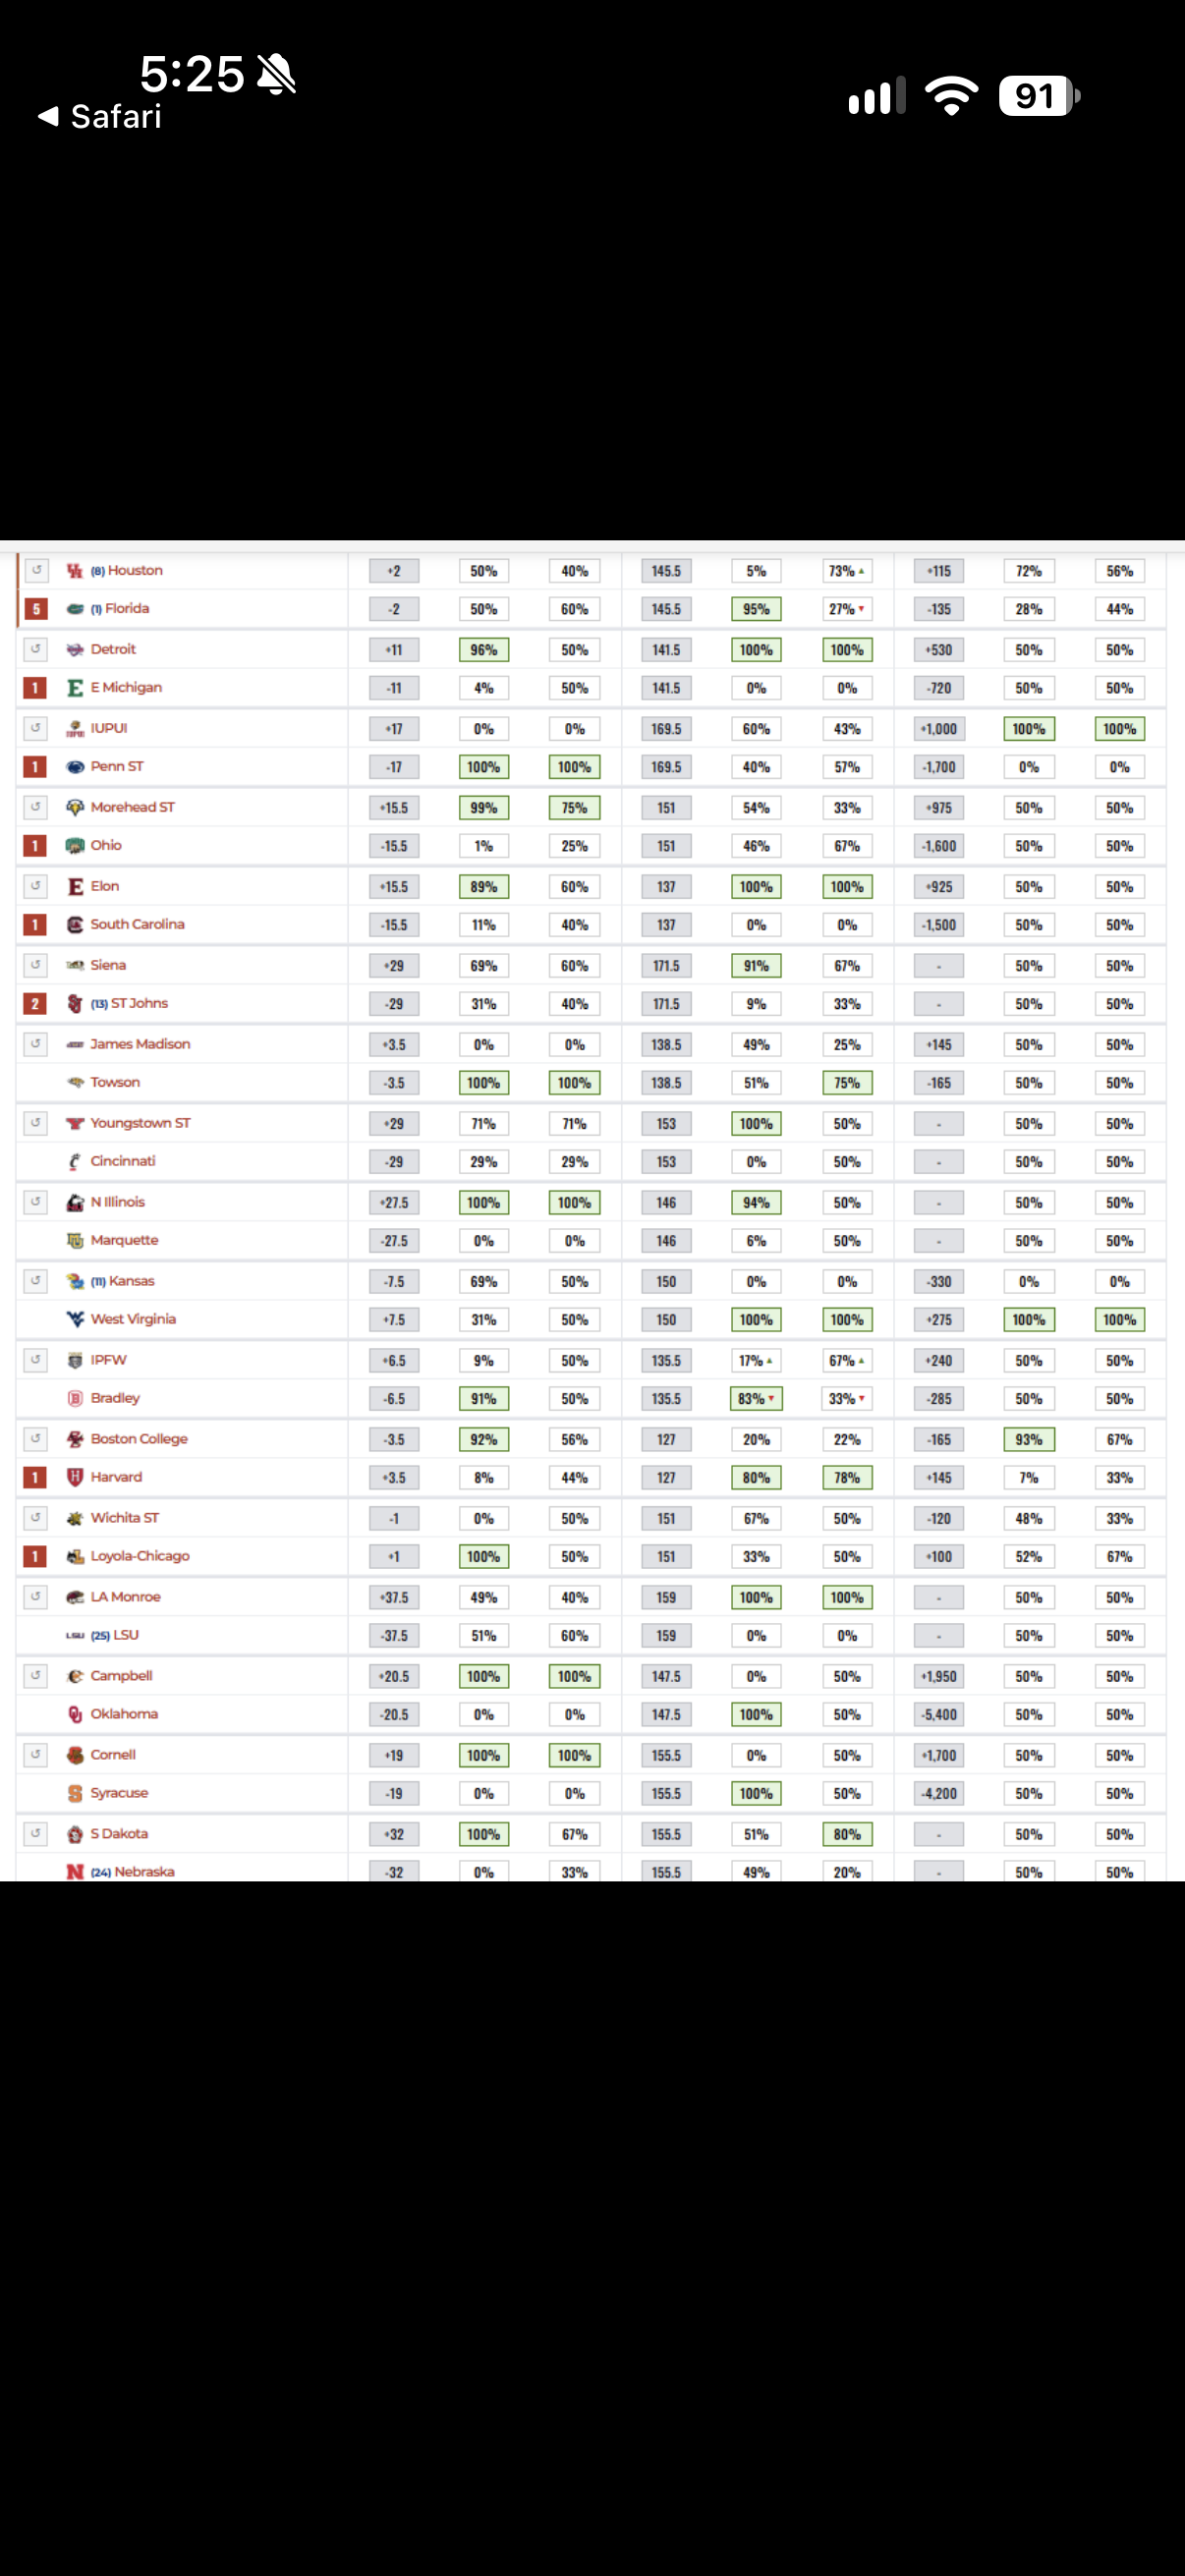 5:25
◀ Safari
91
(8) Houston +2 50% 40% 145.5 5% 73% ▲ +115 72% 56%
5 (1) Florida -2 50% 60% 145.5 95% 27% ▼ -135 28% 44%
Detroit +11 96% 50% 141.5 100% 100% +530 50% 50%
1 E Michigan -11 4% 50% 141.5 0% 0% -720 50% 50%
IUPUI +17 0% 0% 169.5 60% 43% +1,000 100% 100%
1 Penn ST -17 100% 100% 169.5 40% 57% -1,700 0% 0%
Morehead ST +15.5 99% 75% 151 54% 33% +975 50% 50%
1 Ohio -15.5 1% 25% 151 46% 67% -1,600 50% 50%
Elon +15.5 89% 60% 137 100% 100% +925 50% 50%
1 South Carolina -15.5 11% 40% 137 0% 0% -1,500 50% 50%
Siena +29 69% 60% 171.5 91% 67% - 50% 50%
2 (13) ST Johns -29 31% 40% 171.5 9% 33% - 50% 50%
James Madison +3.5 0% 0% 138.5 49% 25% +145 50% 50%
Towson -3.5 100% 100% 138.5 51% 75% -165 50% 50%
Youngstown ST +29 71% 71% 153 100% 50% - 50% 50%
Cincinnati -29 29% 29% 153 0% 50% - 50% 50%
N Illinois +27.5 100% 100% 146 94% 50% - 50% 50%
Marquette -27.5 0% 0% 146 6% 50% - 50% 50%
(11) Kansas -7.5 69% 50% 150 0% 0% -330 0% 0%
West Virginia +7.5 31% 50% 150 100% 100% +275 100% 100%
IPFW +6.5 9% 50% 135.5 17% ▲ 67% ▲ +240 50% 50%
Bradley -6.5 91% 50% 135.5 83% ▼ 33% ▼ -285 50% 50%
Boston College -3.5 92% 56% 127 20% 22% -165 93% 67%
1 Harvard +3.5 8% 44% 127 80% 78% +145 7% 33%
Wichita ST -1 0% 50% 151 67% 50% -120 48% 33%
1 Loyola-Chicago +1 100% 50% 151 33% 50% +100 52% 67%
LA Monroe +37.5 49% 40% 159 100% 100% - 50% 50%
LSU (25) LSU -37.5 51% 60% 159 0% 0% - 50% 50%
Campbell +20.5 100% 100% 147.5 0% 50% +1,950 50% 50%
Oklahoma -20.5 0% 0% 147.5 100% 50% -5,400 50% 50%
Cornell +19 100% 100% 155.5 0% 50% +1,700 50% 50%
Syracuse -19 0% 0% 155.5 100% 50% -4,200 50% 50%
S Dakota +32 100% 67% 155.5 51% 80% - 50% 50%
(24) Nebraska -32 0% 33% 155.5 49% 20% - 50% 50%